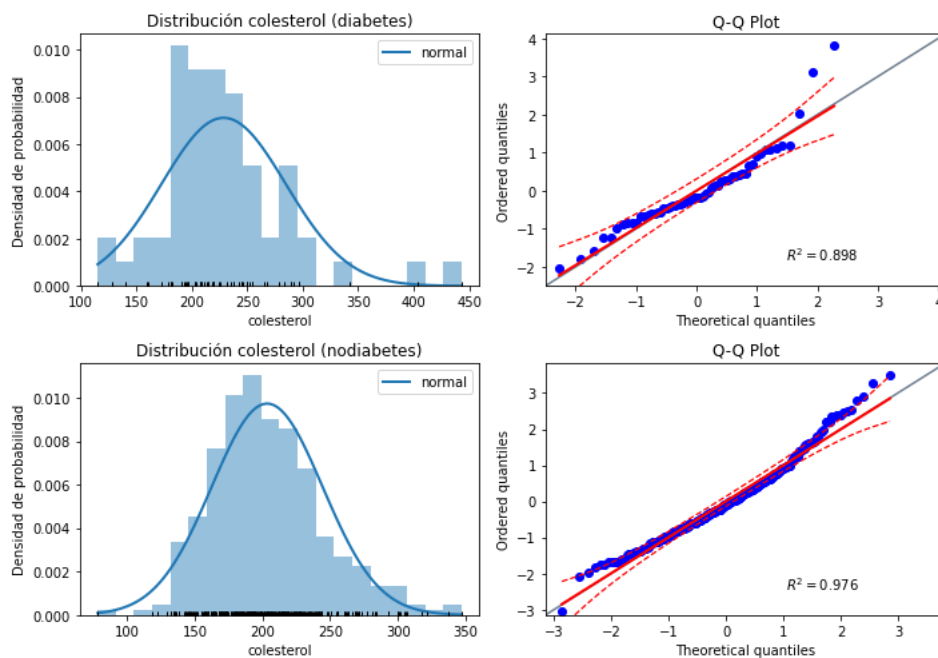 Distribución colesterol (diabetes)
normal
Densidad de probabilidad
0.010
0.008
0.006
0.004
0.002
0.000
100 150 200 250 300 350 400 450
colesterol
Q-Q Plot
Ordered quantiles
4
3
2
1
0
−1
−2
R² = 0.898
−2 −1 0 1 2 3 4
Theoretical quantiles
Distribución colesterol (nodiabetes)
normal
Densidad de probabilidad
0.010
0.008
0.006
0.004
0.002
0.000
100 150 200 250 300 350
colesterol
Q-Q Plot
Ordered quantiles
3
2
1
0
−1
−2
−3
R² = 0.976
−3 −2 −1 0 1 2 3
Theoretical quantiles